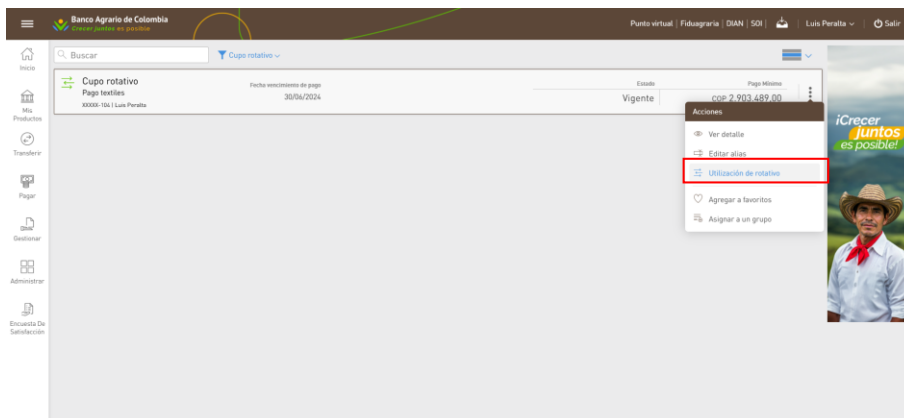 Banco Agrario de Colombia
Crecer juntos es posible
Punto virtual | Fiduagraria | DIAN | SOI |
Luis Peralta
Salir
Inicio
Mis
Productos
Transferir
Pagar
Gestionar
Administrar
Encuesta De
Satisfacción
Buscar
Cupo rotativo
Cupo rotativo
Pago textiles
XXXXX-104 | Luis Peralta
Fecha vencimiento de pago
30/04/2024
Estado
Vigente
Pago Mínimo
COP 2.903.489,00
Acciones
Ver detalle
Editar alias
Utilización de rotativo
Agregar a favoritos
Asignar a un grupo
¡Crecer
juntos
es posible!